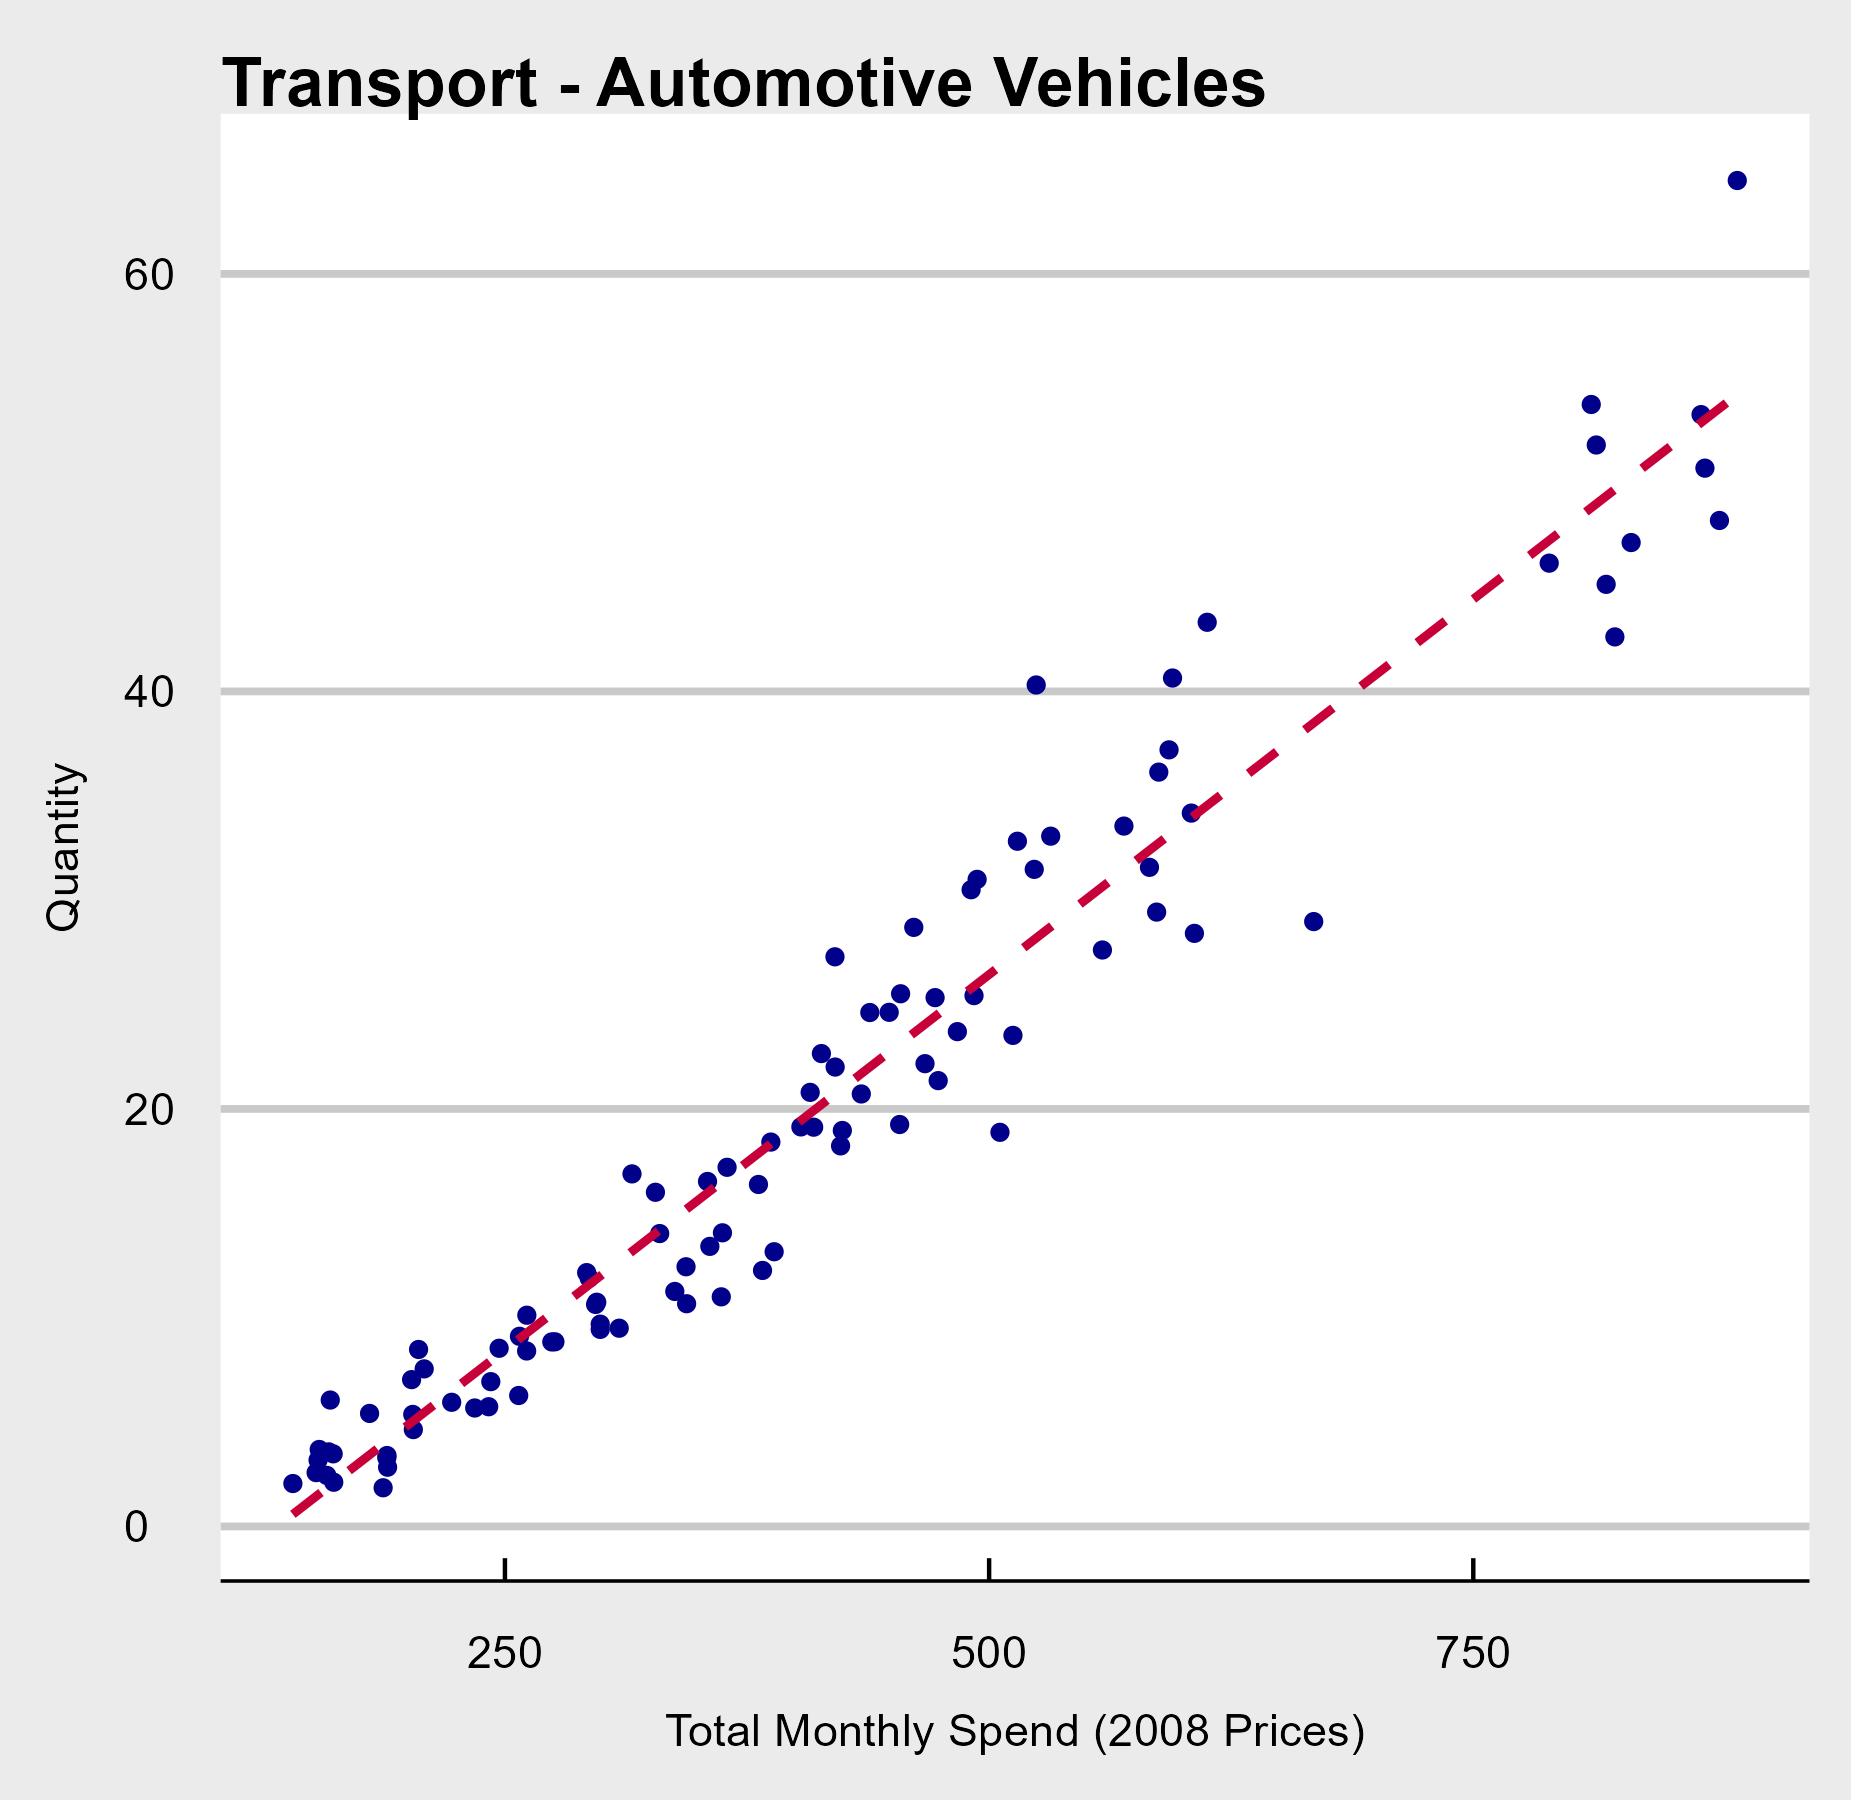 Transport - Automotive Vehicles
60
40
20
0
Quantity
250 500 750
Total Monthly Spend (2008 Prices)